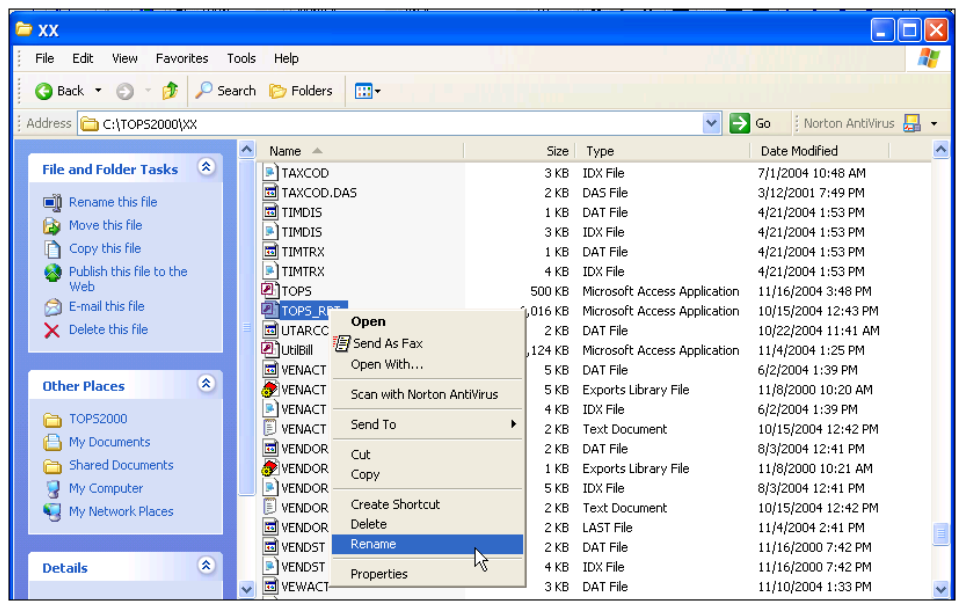 XX
File Edit View Favorites Tools Help
Back Search Folders
Address C:\TOPS2000\XX Go Norton AntiVirus
File and Folder Tasks
Rename this file
Move this file
Copy this file
Publish this file to the
Web
E-mail this file
Delete this file
Other Places
TOPS2000
My Documents
Shared Documents
My Computer
My Network Places
Details
Name Size Type Date Modified
TAXCOD 3 KB IDX File 7/1/2004 10:48 AM
TAXCOD.DAS 2 KB DAS File 3/12/2001 7:49 PM
TIMDIS 1 KB DAT File 4/21/2004 1:53 PM
TIMDIS 3 KB IDX File 4/21/2004 1:53 PM
TIMTRX 1 KB DAT File 4/21/2004 1:53 PM
TIMTRX 4 KB IDX File 4/21/2004 1:53 PM
TOPS 500 KB Microsoft Access Application 11/16/2004 3:48 PM
,016 KB Microsoft Access Application 10/15/2004 12:43 PM
UTARCC 2 KB DAT File 10/22/2004 11:41 AM
UtilBill ,124 KB Microsoft Access Application 11/4/2004 1:25 PM
VENACT 5 KB DAT File 6/2/2004 1:39 PM
VENACT 5 KB Exports Library File 11/8/2000 10:20 AM
VENACT 4 KB IDX File 6/2/2004 1:39 PM
VENACT 2 KB Text Document 10/15/2004 12:42 PM
VENDOR 2 KB DAT File 8/3/2004 12:41 PM
VENDOR 1 KB Exports Library File 11/8/2000 10:21 AM
VENDOR 5 KB IDX File 8/3/2004 12:41 PM
VENDOR 2 KB Text Document 10/15/2004 12:42 PM
VENDOR 2 KB LAST File 11/4/2004 2:41 PM
VENDST 2 KB DAT File 11/16/2000 7:42 PM
VENDST 4 KB IDX File 11/16/2000 7:42 PM
VEWACT 3 KB DAT File 11/10/2004 1:33 PM
Open
Send As Fax
Open With...
Scan with Norton AntiVirus
Send To
Cut
Copy
Create Shortcut
Delete
Rename
Properties